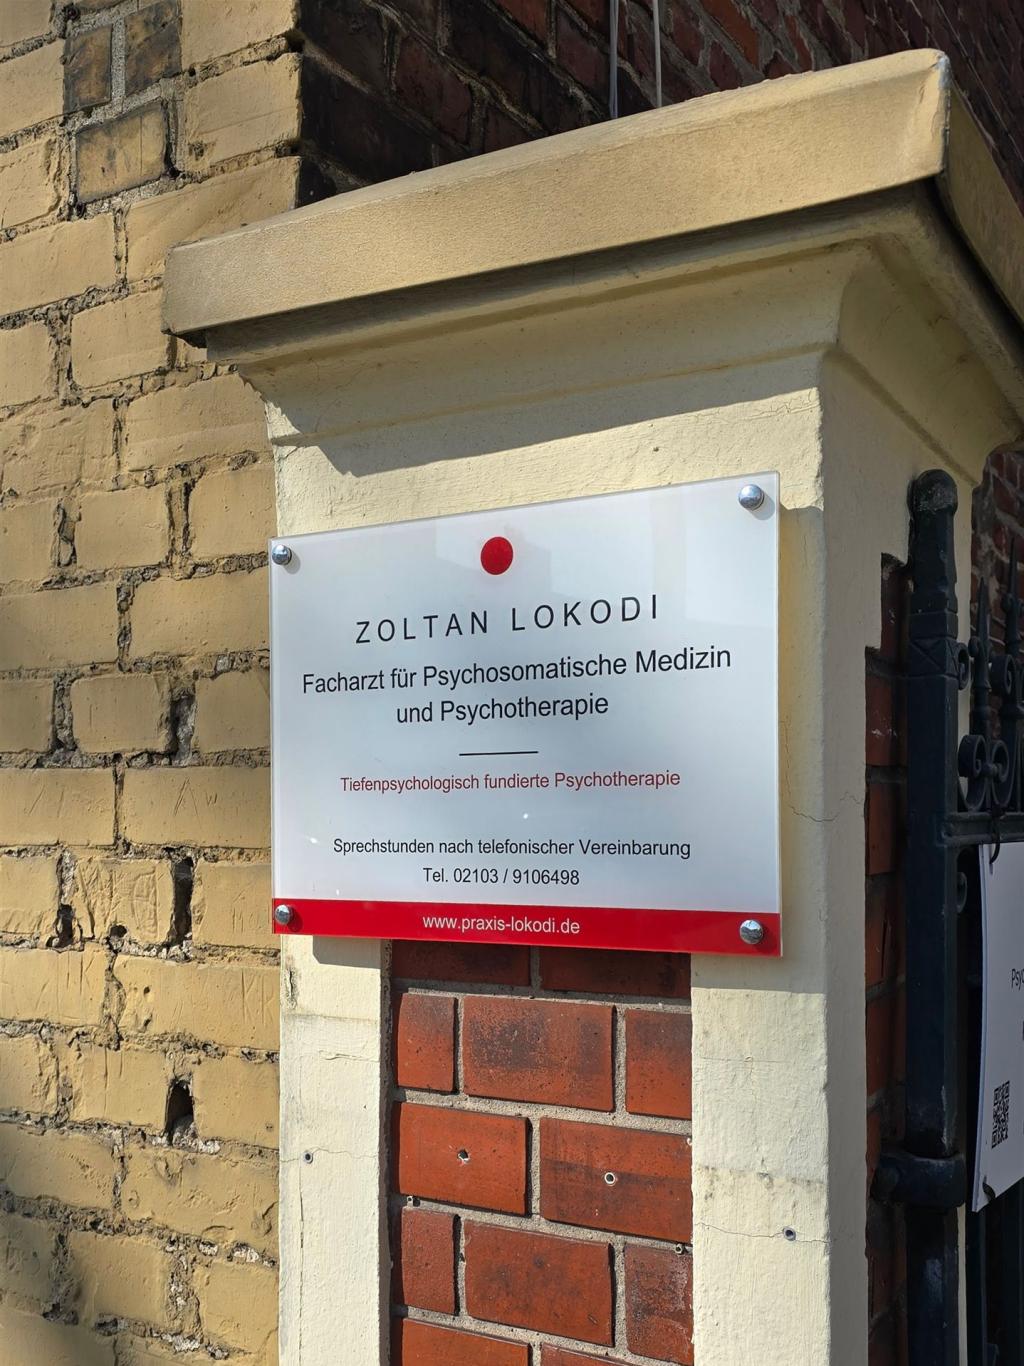 ZOLTAN LOKODI
Facharzt für Psychosomatische Medizin
und Psychotherapie
Tiefenpsychologisch fundierte Psychotherapie
Sprechstunden nach telefonischer Vereinbarung
Tel. 02103 / 9106498
www.praxis-lokodi.de